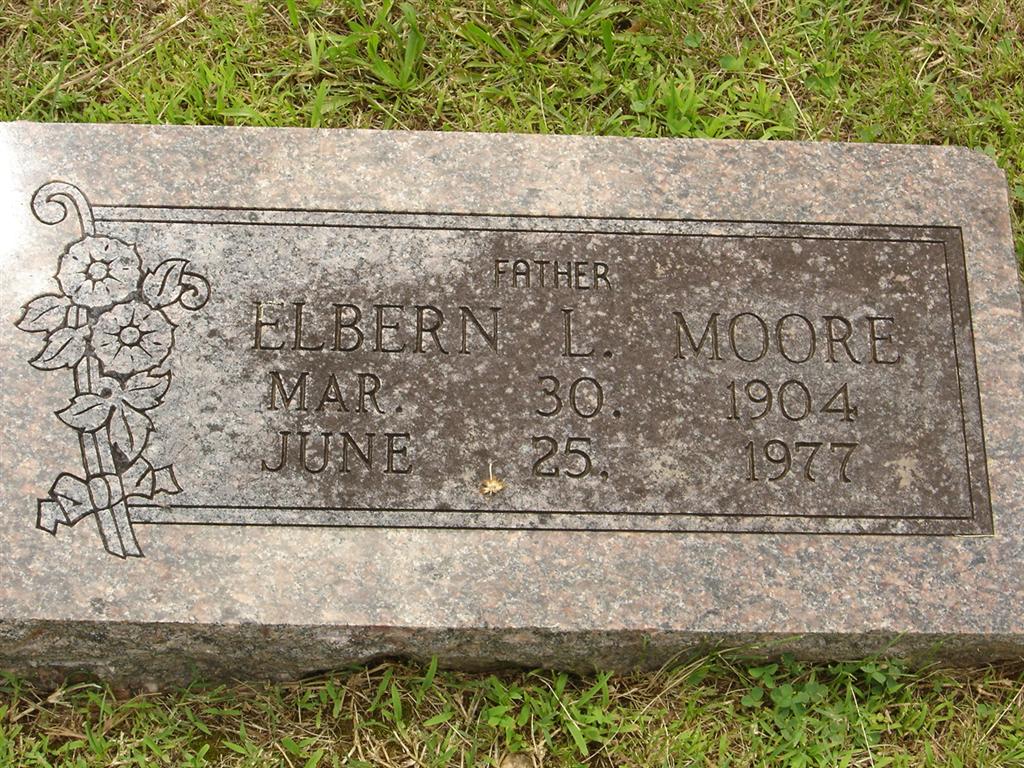 FATHER
ELBERN L. MOORE
MAR. 30. 1904
JUNE 25. 1977